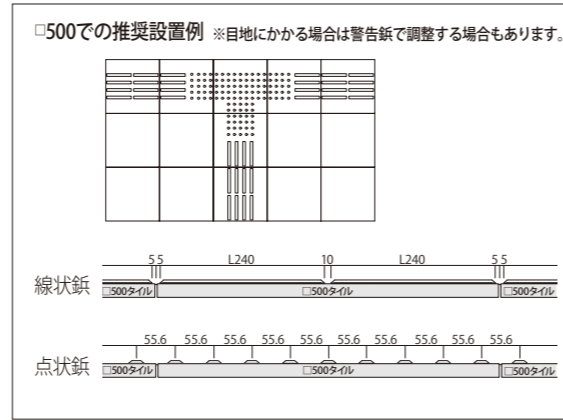 □500での推奨設置例 ※目地にかかる場合は警告鋲で調整する場合もあります。
55 L240 10 L240 55
線状鋲 □500タイル □500タイル □500タイル
55.6 55.6 55.6 55.6 55.6 55.6 55.6 55.6 55.6 55.6
点状鋲 □500タイル □500タイル □500タイル